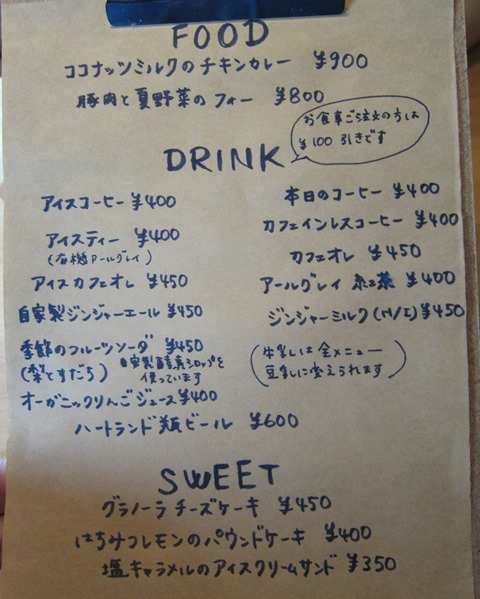 FOOD
ココナッツミルクのチキンカレー ¥900
豚肉と夏野菜のフォー ¥800
お食事ご注文の方は
¥100引きです
DRINK
アイスコーヒー ¥400
アイスティー ¥400
(有機アールグレイ)
アイスカフェオレ ¥450
自家製ジンジャーエール ¥450
季節のフルーツソーダ ¥450
(梨とすだち) 自家製酵素シロップを
使っています
オーガニックりんごジュース ¥400
ハートランド瓶ビール ¥600
本日のコーヒー ¥400
カフェインレスコーヒー ¥400
カフェオレ ¥450
アールグレイ 紅茶 ¥400
ジンジャーミルク (H/I) ¥450
(牛乳は全メニュー
豆乳に変えられます)
SWEET
グラノーラチーズケーキ ¥450
はちみつレモンのパウンドケーキ ¥400
塩キャラメルのアイスクリームサンド ¥350